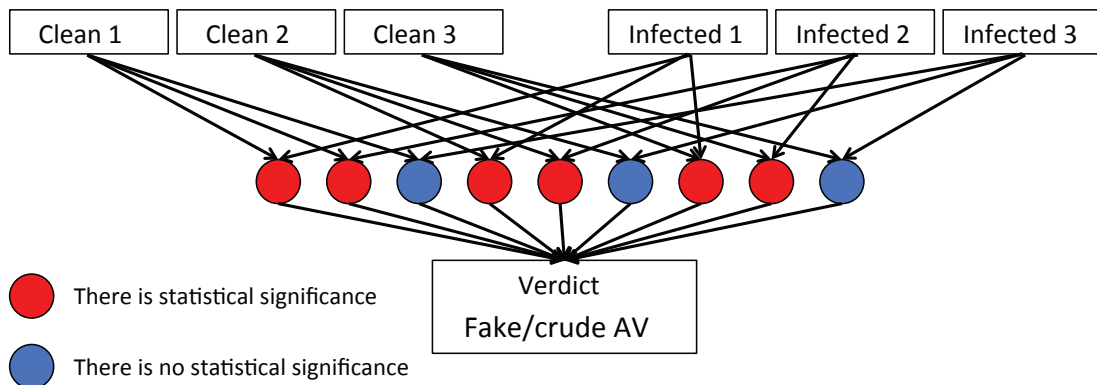 Clean 1
Clean 2
Clean 3
Infected 1
Infected 2
Infected 3
Verdict
Fake/crude AV
There is statistical significance
There is no statistical significance